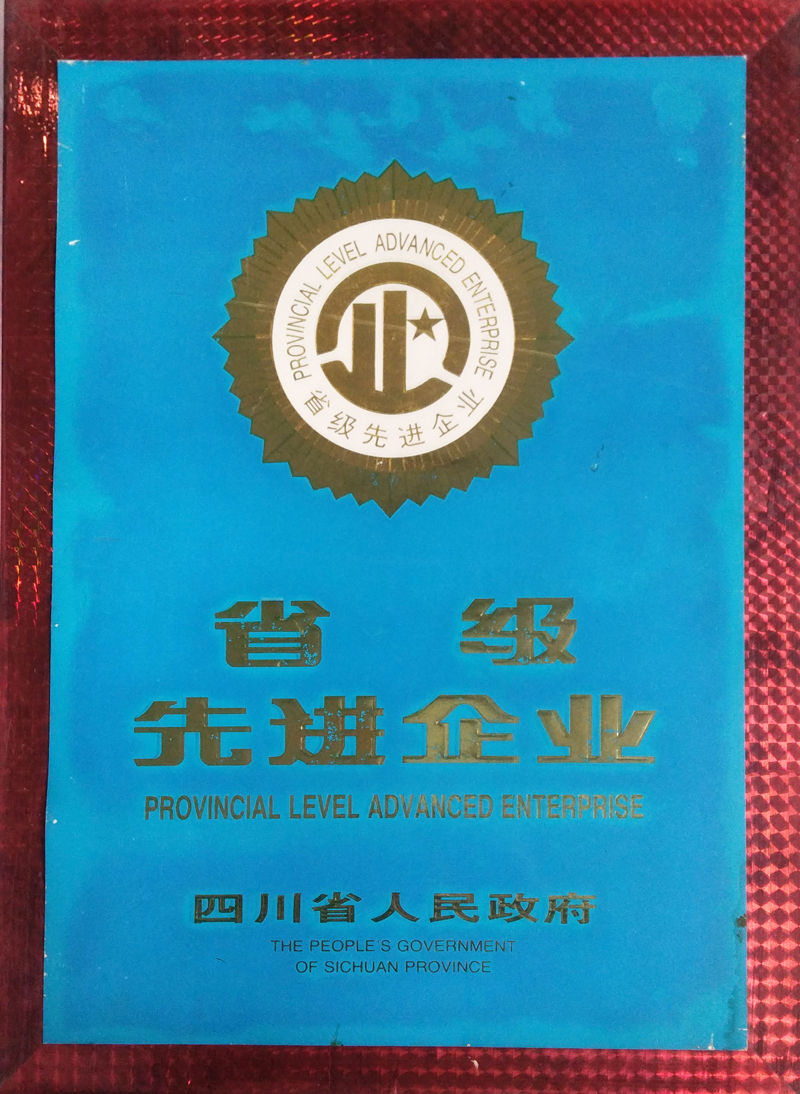 PROVINCIAL LEVEL ADVANCED ENTERPRISE
省级先进企业
省级
先进企业
PROVINCIAL LEVEL ADVANCED ENTERPRISE
四川省人民政府
THE PEOPLE'S GOVERNMENT
OF SICHUAN PROVINCE